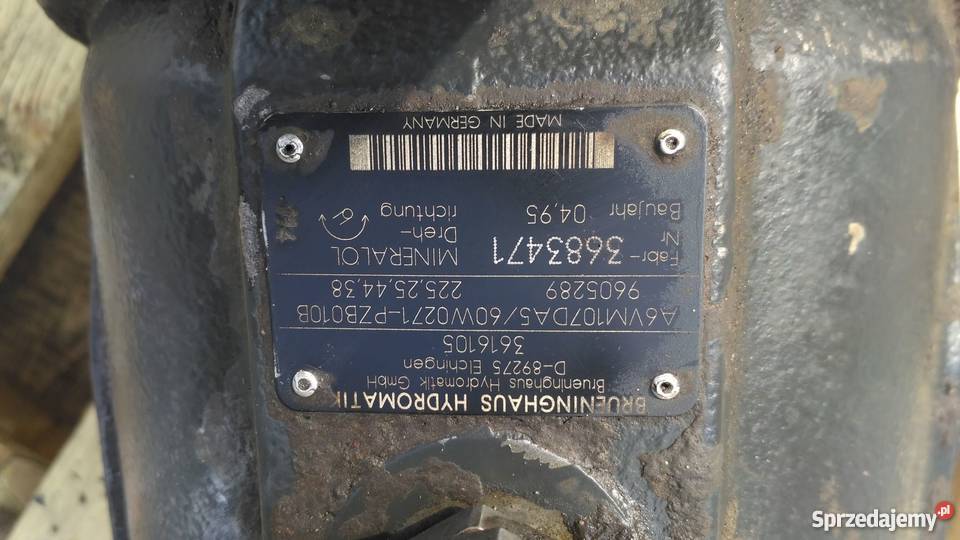 BRUENINGHAUS HYDROMATIK
Brueninghaus Hydromatik GmbH
D-89275 Elchingen
3616105
A6VM107DA5/60W0271-PZB010B
9605289 225,25,44,38
Fabr-Nr 3683471 MINERALOL
Baujahr 04,95 Dreh-richtung
MADE IN GERMANY
Sprzedajemy.pl